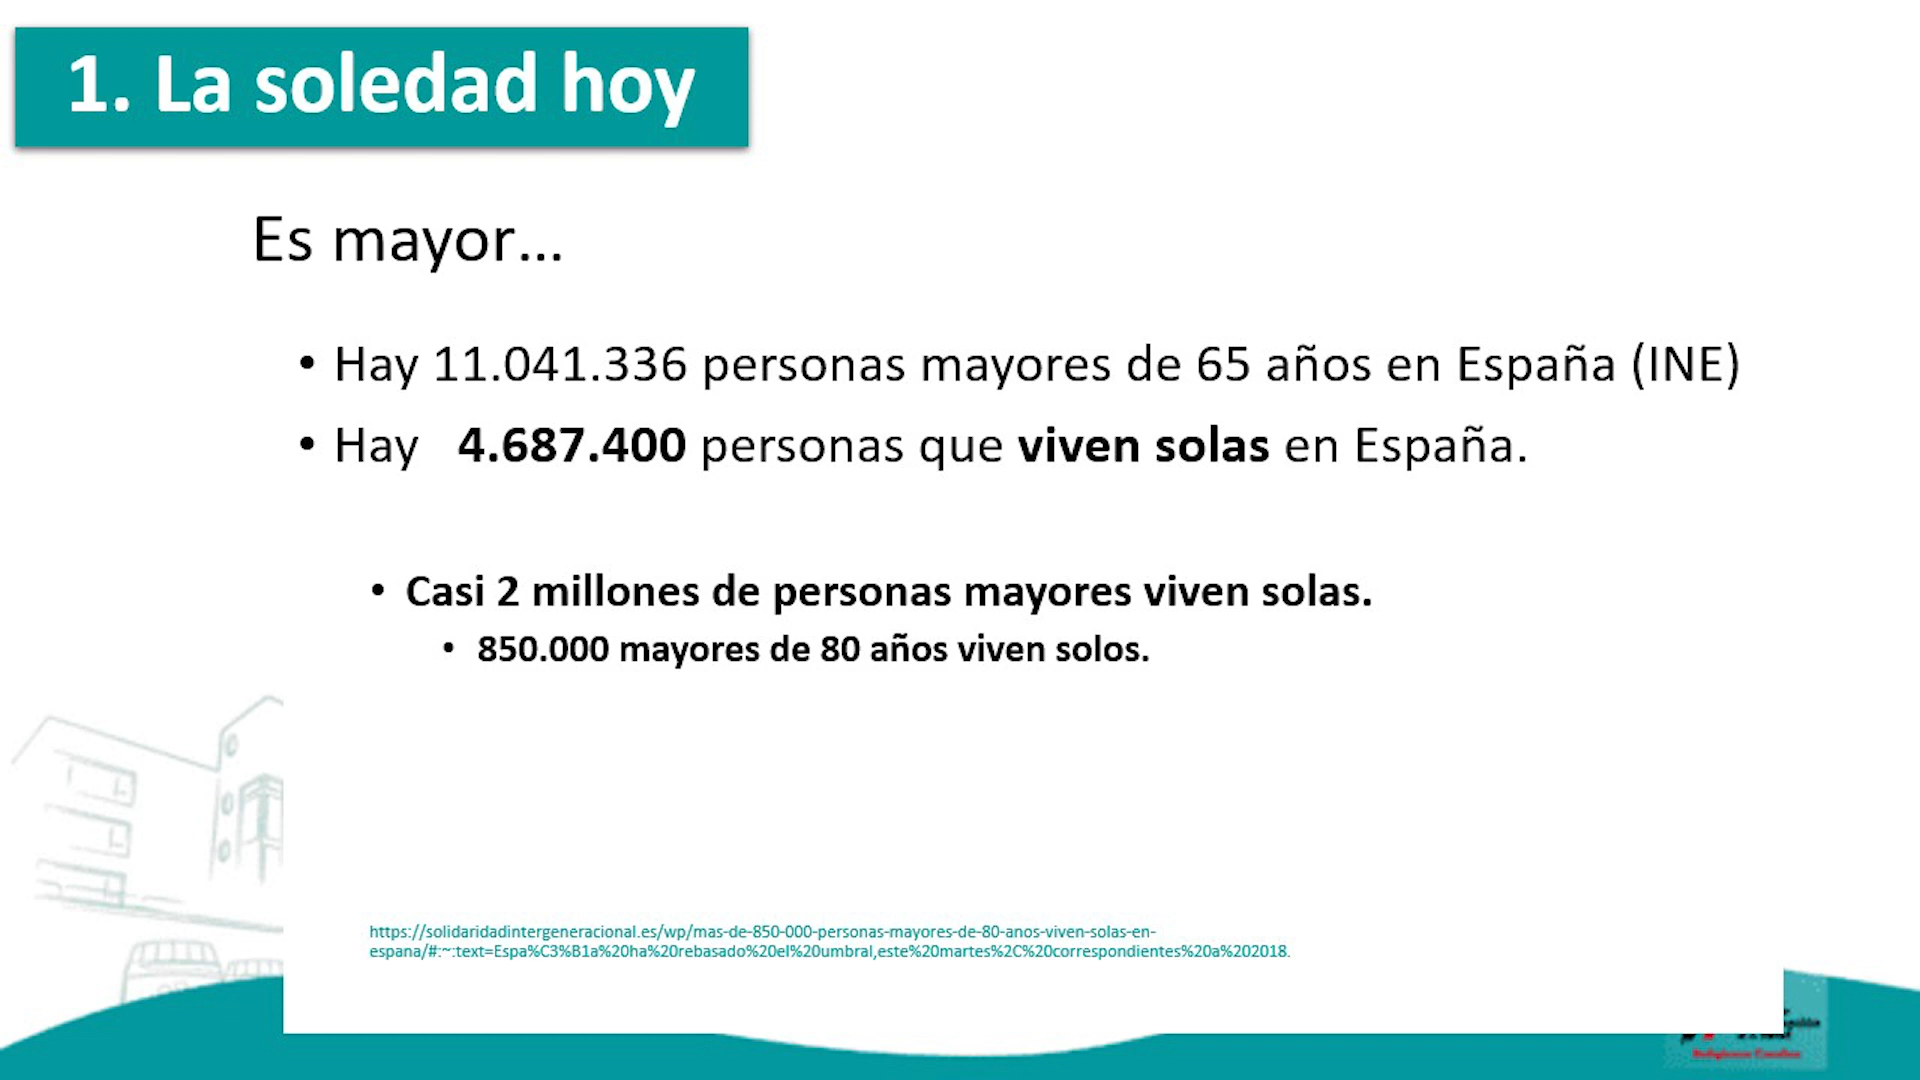 1. La soledad hoy
Es mayor...
• Hay 11.041.336 personas mayores de 65 años en España (INE)
• Hay 4.687.400 personas que viven solas en España.
• Casi 2 millones de personas mayores viven solas.
• 850.000 mayores de 80 años viven solos.
https://solidaridadintergeneracional.es/wp/mas-de-850-000-personas-mayores-de-80-anos-viven-solas-en-
espana/#:~:text=Espa%C3%B1a%20ha%20rebasado%20el%20umbral,este%20martes%2C%20correspondientes%20a%202018.